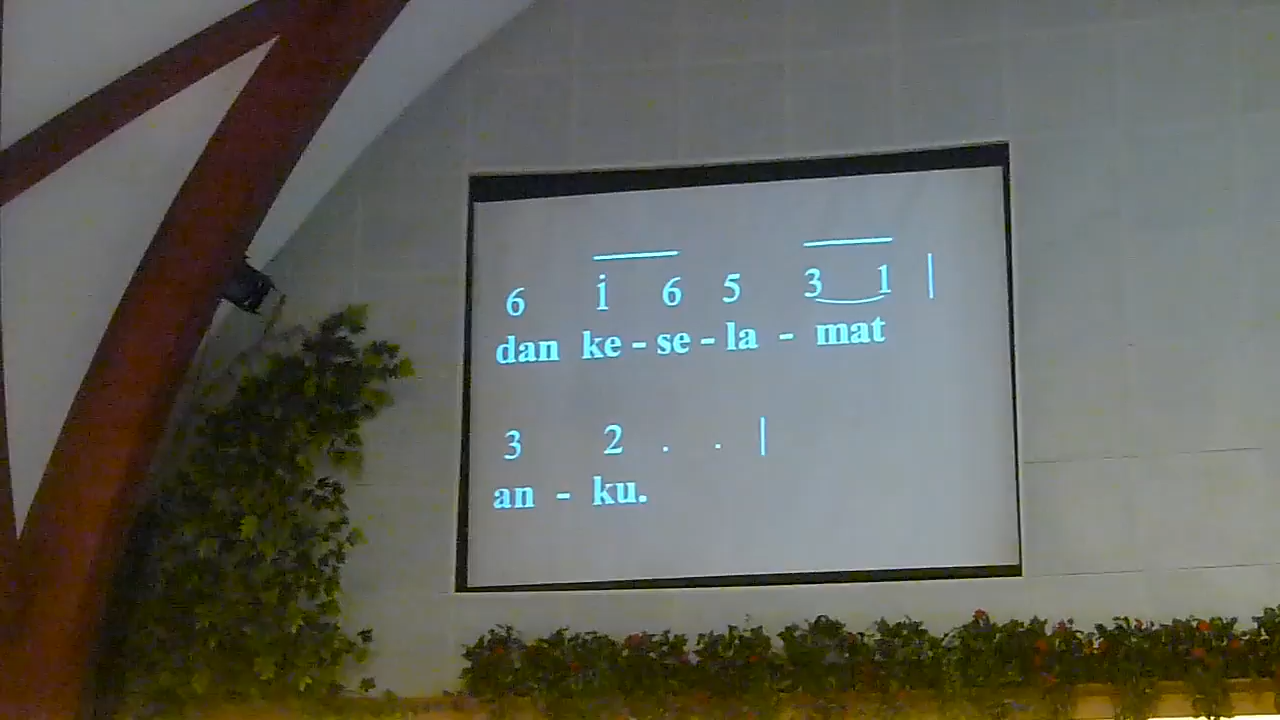 6 i 6 5 3 1 |
dan ke - se - la - mat
3 2 . . |
an - ku.